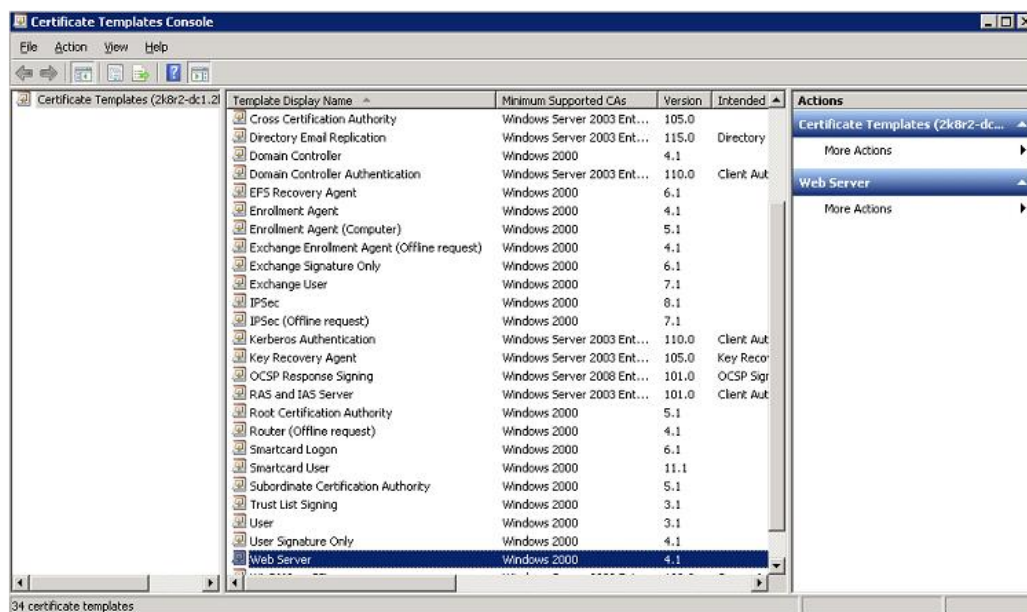 Certificate Templates Console
File Action View Help
Certificate Templates (2k8r2-dc1.2l
Template Display Name Minimum Supported CAs Version Intended Actions
Cross Certification Authority Windows Server 2003 Ent... 105.0
Certificate Templates (2k8r2-dc...
Directory Email Replication Windows Server 2003 Ent... 115.0 Directory
Domain Controller Windows 2000 4.1
More Actions
Domain Controller Authentication Windows Server 2003 Ent... 110.0 Client Aut
EFS Recovery Agent Windows 2000 6.1
Web Server
Enrollment Agent Windows 2000 4.1
More Actions
Enrollment Agent (Computer) Windows 2000 5.1
Exchange Enrollment Agent (Offline request) Windows 2000 4.1
Exchange Signature Only Windows 2000 6.1
Exchange User Windows 2000 7.1
IPSec Windows 2000 8.1
IPSec (Offline request) Windows 2000 7.1
Kerberos Authentication Windows Server 2003 Ent... 110.0 Client Aut
Key Recovery Agent Windows Server 2003 Ent... 105.0 Key Recov
OCSP Response Signing Windows Server 2008 Ent... 101.0 OCSP Sigr
RAS and IAS Server Windows Server 2003 Ent... 101.0 Client Aut
Root Certification Authority Windows 2000 5.1
Router (Offline request) Windows 2000 4.1
Smartcard Logon Windows 2000 6.1
Smartcard User Windows 2000 11.1
Subordinate Certification Authority Windows 2000 5.1
Trust List Signing Windows 2000 3.1
User Windows 2000 3.1
User Signature Only Windows 2000 4.1
Web Server Windows 2000 4.1
34 certificate templates